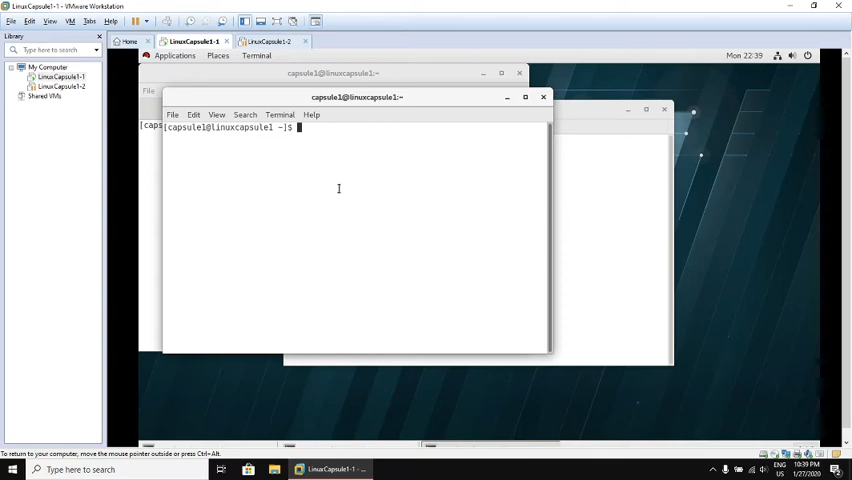 LinuxCapsule1-1 - VMware Workstation
File Edit View VM Tabs Help
Library
Type here to search
My Computer
LinuxCapsule1-1
LinuxCapsule1-2
Shared VMs
Home LinuxCapsule1-1 LinuxCapsule1-2
Applications Places Terminal Mon 22:39
capsule1@linuxcapsule1:~
File
[caps
capsule1@linuxcapsule1:~
File Edit View Search Terminal Help
[capsule1@linuxcapsule1 ~]$
To return to your computer, move the mouse pointer outside or press Ctrl+Alt.
Type here to search
LinuxCapsule1-1 - ...
ENG
US
10:39 PM
1/27/2020
2